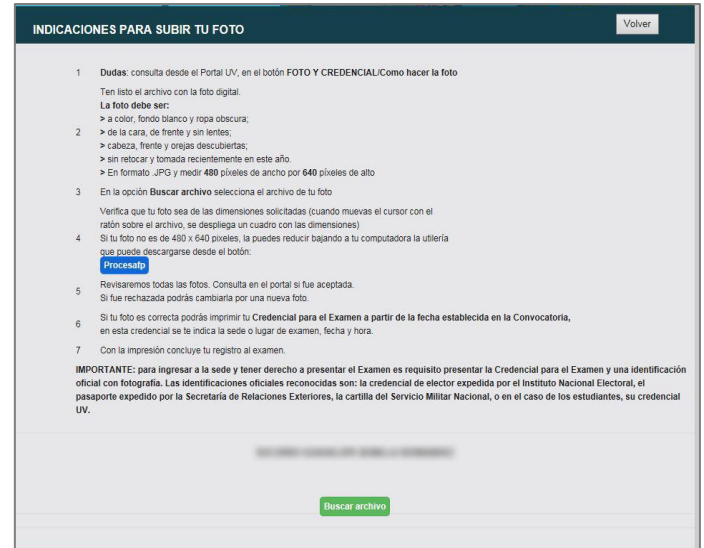 INDICACIONES PARA SUBIR TU FOTO
Volver
1 Dudas: consulta desde el Portal UV, en el botón FOTO Y CREDENCIAL/Como hacer la foto
Ten listo el archivo con la foto digital.
La foto debe ser:
> a color, fondo blanco y ropa obscura;
2 > de la cara, de frente y sin lentes;
> cabeza, frente y orejas descubiertas;
> sin retocar y tomada recientemente en este año.
> En formato .JPG y medir 480 píxeles de ancho por 640 píxeles de alto
3 En la opción Buscar archivo selecciona el archivo de tu foto
Verifica que tu foto sea de las dimensiones solicitadas (cuando muevas el cursor con el
ratón sobre el archivo, se despliega un cuadro con las dimensiones)
4 Si tu foto no es de 480 x 640 pixeles, la puedes reducir bajando a tu computadora la utilería
que puede descargarse desde el botón:
Procesafp
5 Revisaremos todas las fotos. Consulta en el portal si fue aceptada.
Si fue rechazada podrás cambiarla por una nueva foto.
6 Si tu foto es correcta podrás imprimir tu Credencial para el Examen a partir de la fecha establecida en la Convocatoria,
en esta credencial se te indica la sede o lugar de examen, fecha y hora.
7 Con la impresión concluye tu registro al examen.
IMPORTANTE: para ingresar a la sede y tener derecho a presentar el Examen es requisito presentar la Credencial para el Examen y una identificación
oficial con fotografía. Las identificaciones oficiales reconocidas son: la credencial de elector expedida por el Instituto Nacional Electoral, el
pasaporte expedido por la Secretaría de Relaciones Exteriores, la cartilla del Servicio Militar Nacional, o en el caso de los estudiantes, su credencial
UV.
Buscar archivo